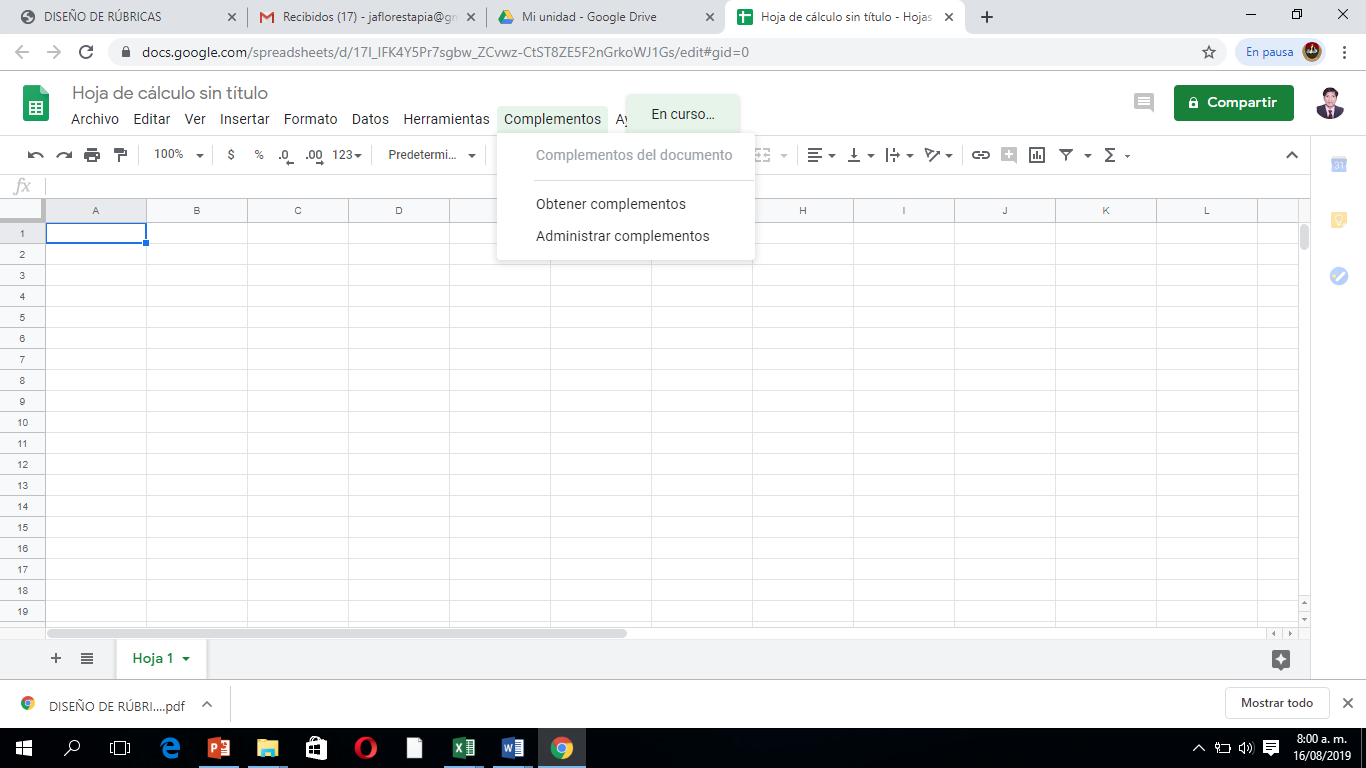 DISEÑO DE RÚBRICAS
Recibidos (17) - jaflorestapia@gm
Mi unidad - Google Drive
Hoja de cálculo sin título - Hojas
docs.google.com/spreadsheets/d/17I_IFK4Y5Pr7sgbw_ZCvwz-CtST8ZE5F2nGrkoWJ1Gs/edit#gid=0
En pausa
Hoja de cálculo sin título
Archivo Editar Ver Insertar Formato Datos Herramientas Complementos Ay
En curso...
Compartir
100% $ % .0 .00 123 Predetermi...
Complementos del documento
Obtener complementos
Administrar complementos
fx
A B C D H I J K L
1
2
3
4
5
6
7
8
9
10
11
12
13
14
15
16
17
18
19
31
Hoja 1
DISEÑO DE RÚBRI....pdf
Mostrar todo
8:00 a. m.
16/08/2019